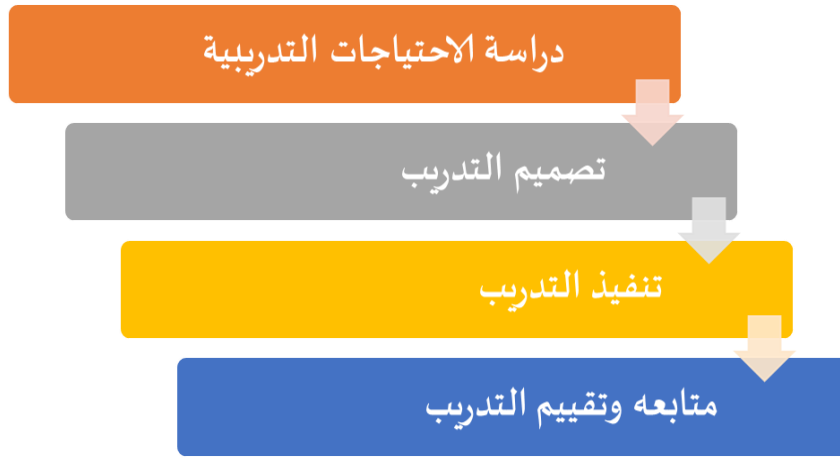 دراسة الاحتياجات التدريبية
تصميم التدريب
تنفيذ التدريب
متابعه وتقييم التدريب